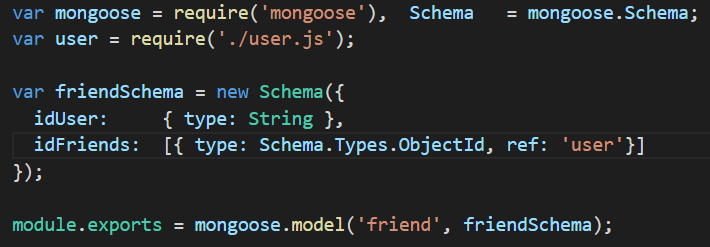 var mongoose = require('mongoose'),  Schema   = mongoose.Schema;
var user = require('./user.js');
var friendSchema = new Schema({
  idUser:     { type: String },
  idFriends:  [{ type: Schema.Types.ObjectId, ref: 'user'}]
});
module.exports = mongoose.model('friend', friendSchema);